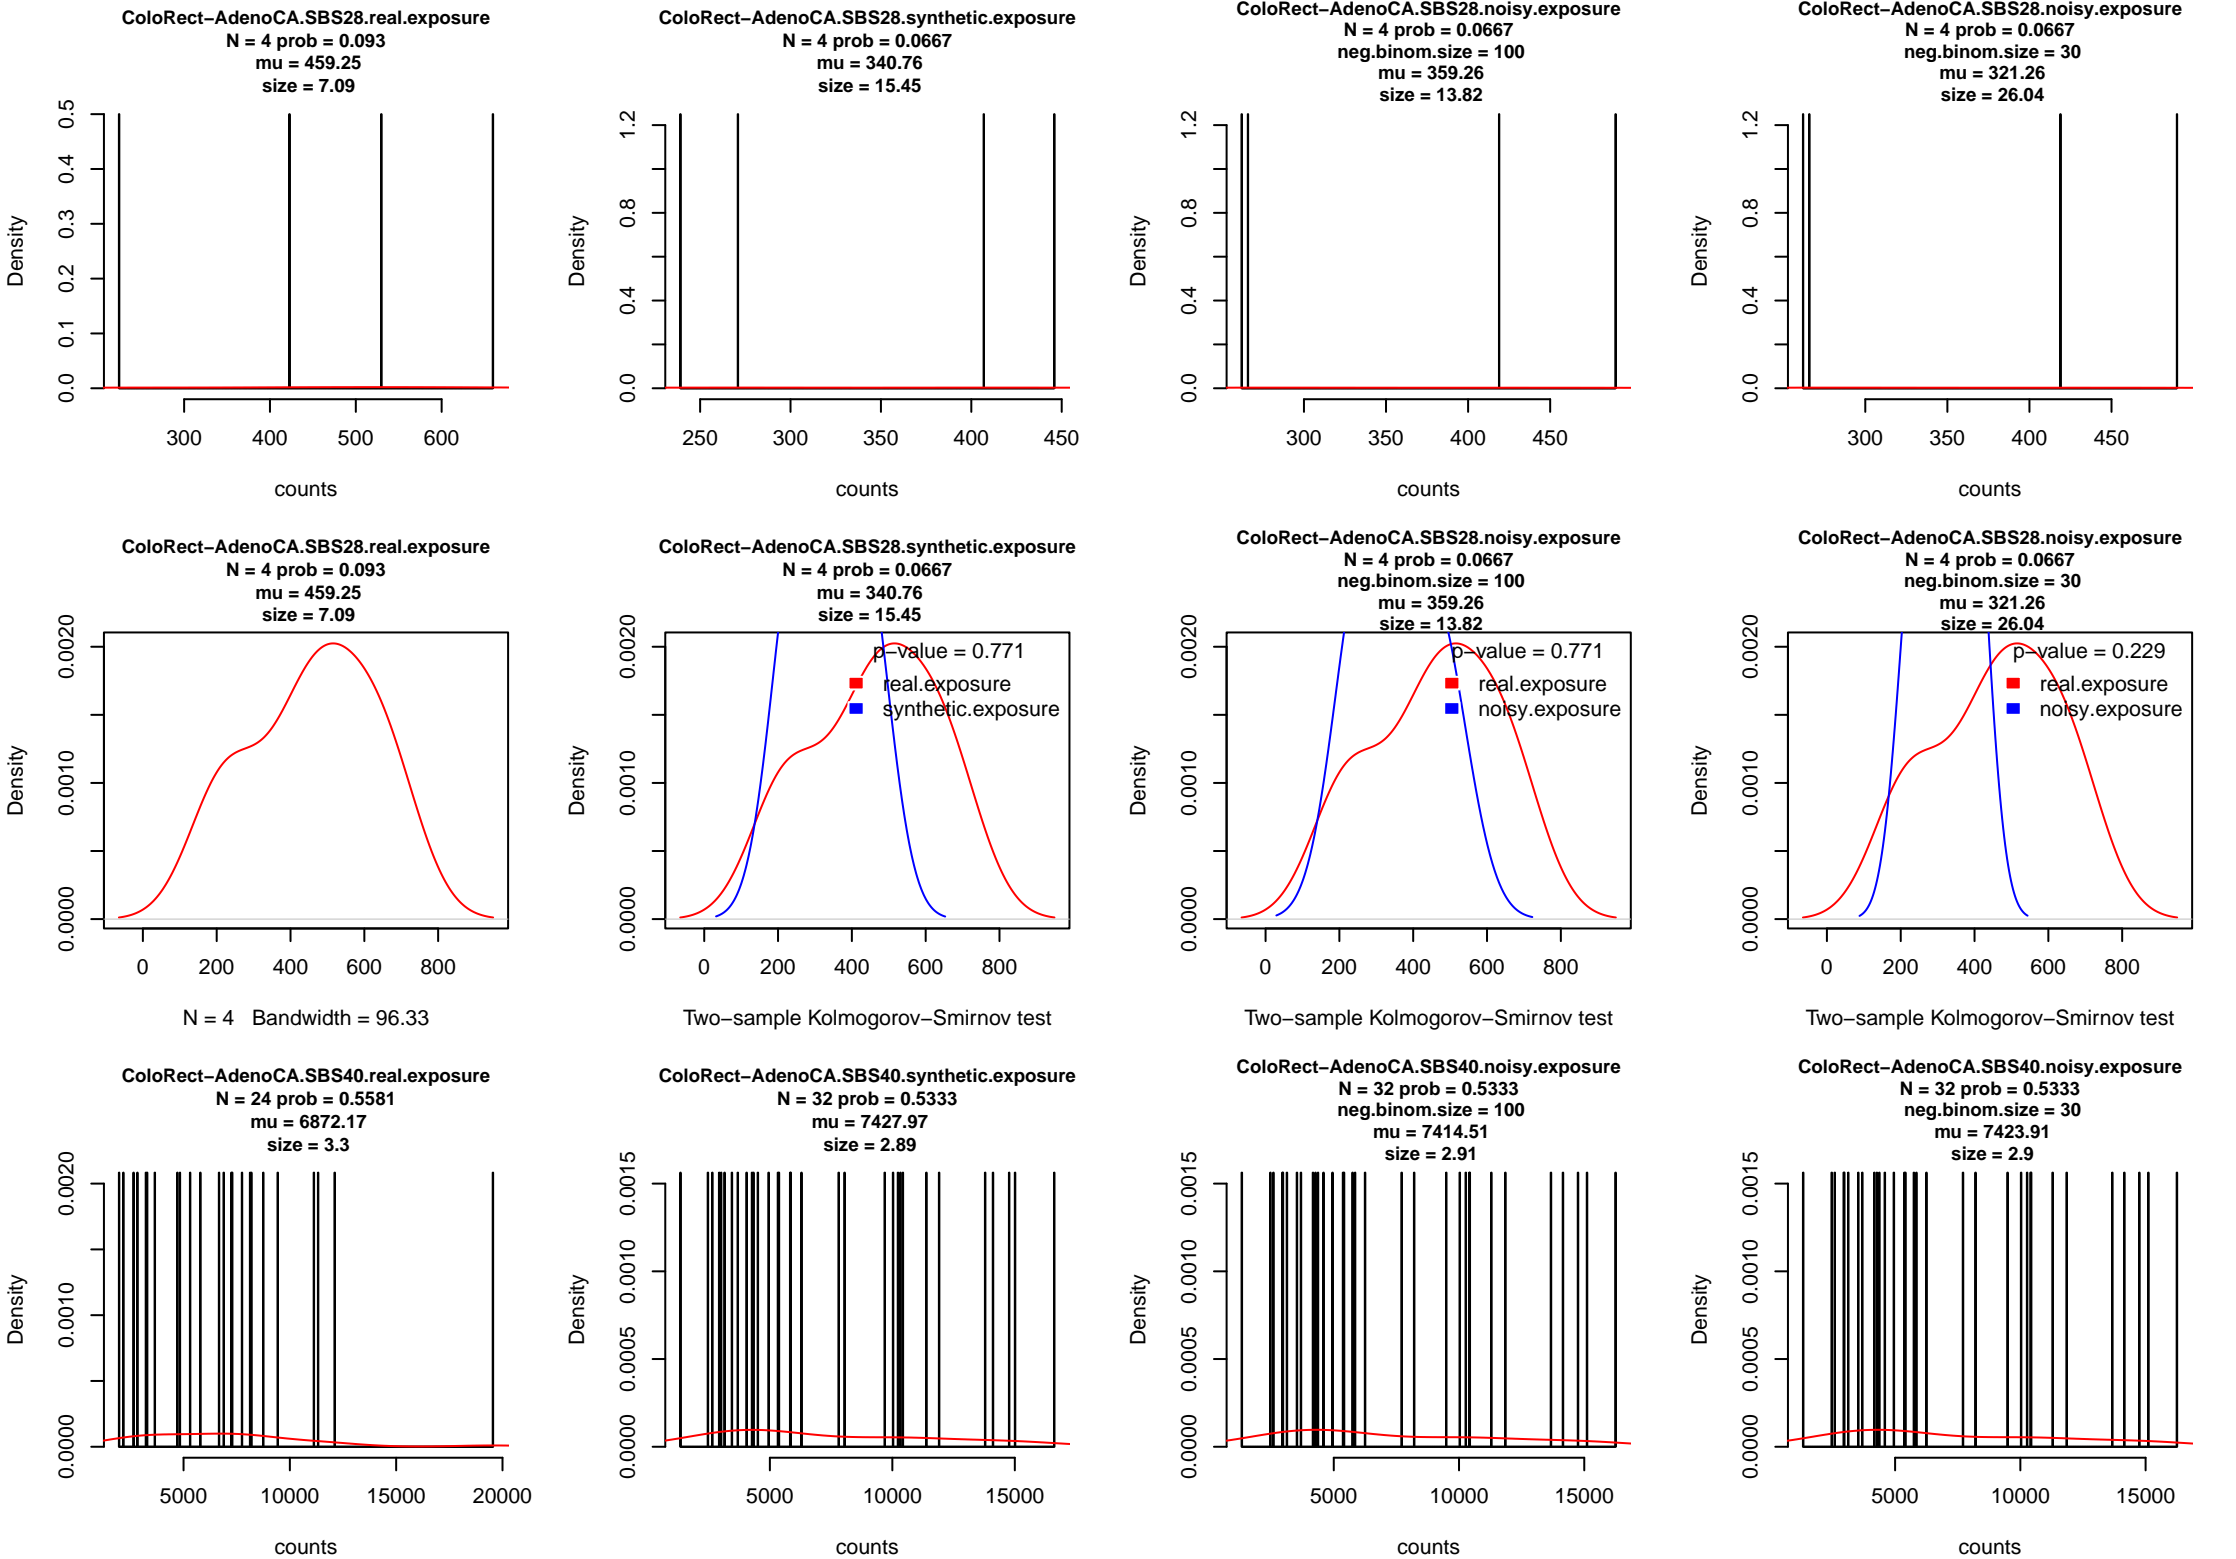 ColoRect−AdenoCA.SBS28.real.exposure
N = 4 prob = 0.093
mu = 459.25
size = 7.09
Density
0.0 0.1 0.2 0.3 0.4 0.5
300 400 500 600
counts
ColoRect−AdenoCA.SBS28.synthetic.exposure
N = 4 prob = 0.0667
mu = 340.76
size = 15.45
Density
0.0 0.4 0.8 1.2
250 300 350 400 450
counts
ColoRect−AdenoCA.SBS28.noisy.exposure
N = 4 prob = 0.0667
neg.binom.size = 100
mu = 359.26
size = 13.82
Density
0.0 0.4 0.8 1.2
300 350 400 450
counts
ColoRect−AdenoCA.SBS28.noisy.exposure
N = 4 prob = 0.0667
neg.binom.size = 30
mu = 321.26
size = 26.04
Density
0.0 0.4 0.8 1.2
300 350 400 450
counts
ColoRect−AdenoCA.SBS28.real.exposure
N = 4 prob = 0.093
mu = 459.25
size = 7.09
Density
0.0000 0.0010 0.0020
0 200 400 600 800
N = 4 Bandwidth = 96.33
ColoRect−AdenoCA.SBS28.synthetic.exposure
N = 4 prob = 0.0667
mu = 340.76
size = 15.45
p−value = 0.771
real.exposure
synthetic.exposure
Density
0.0000 0.0010 0.0020
0 200 400 600 800
Two−sample Kolmogorov−Smirnov test
ColoRect−AdenoCA.SBS28.noisy.exposure
N = 4 prob = 0.0667
neg.binom.size = 100
mu = 359.26
size = 13.82
p−value = 0.771
real.exposure
noisy.exposure
Density
0.0000 0.0010 0.0020
0 200 400 600 800
Two−sample Kolmogorov−Smirnov test
ColoRect−AdenoCA.SBS28.noisy.exposure
N = 4 prob = 0.0667
neg.binom.size = 30
mu = 321.26
size = 26.04
p−value = 0.229
real.exposure
noisy.exposure
Density
0.0000 0.0010 0.0020
0 200 400 600 800
Two−sample Kolmogorov−Smirnov test
ColoRect−AdenoCA.SBS40.real.exposure
N = 24 prob = 0.5581
mu = 6872.17
size = 3.3
Density
0.0000 0.0010 0.0020
5000 10000 15000 20000
counts
ColoRect−AdenoCA.SBS40.synthetic.exposure
N = 32 prob = 0.5333
mu = 7427.97
size = 2.89
Density
0.0000 0.0005 0.0010 0.0015
5000 10000 15000
counts
ColoRect−AdenoCA.SBS40.noisy.exposure
N = 32 prob = 0.5333
neg.binom.size = 100
mu = 7414.51
size = 2.91
Density
0.0000 0.0005 0.0010 0.0015
5000 10000 15000
counts
ColoRect−AdenoCA.SBS40.noisy.exposure
N = 32 prob = 0.5333
neg.binom.size = 30
mu = 7423.91
size = 2.9
Density
0.0000 0.0005 0.0010 0.0015
5000 10000 15000
counts